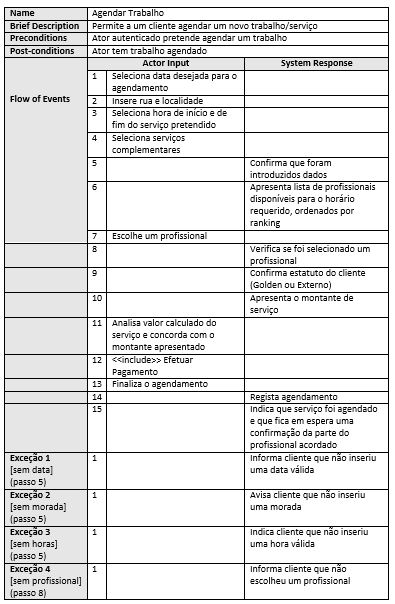 Name Agendar Trabalho
Brief Description Permite a um cliente agendar um novo trabalho/serviço
Preconditions Ator autenticado pretende agendar um trabalho
Post-conditions Ator tem trabalho agendado
Actor Input System Response
Flow of Events
1 Seleciona data desejada para o
agendamento
2 Insere rua e localidade
3 Seleciona hora de início e de
fim do serviço pretendido
4 Seleciona serviços
complementares
5 Confirma que foram
introduzidos dados
6 Apresenta lista de profissionais
disponíveis para o horário
requerido, ordenados por
ranking
7 Escolhe um profissional
8 Verifica se foi selecionado um
profissional
9 Confirma estatuto do cliente
(Golden ou Externo)
10 Apresenta o montante de
serviço
11 Analisa valor calculado do
serviço e concorda com o
montante apresentado
12 <<include>> Efetuar
Pagamento
13 Finaliza o agendamento
14 Regista agendamento
15 Indica que serviço foi agendado
e que fica em espera uma
confirmação da parte do
profissional acordado
Exceção 1 1 Informa cliente que não inseriu
[sem data] uma data válida
(passo 5)
Exceção 2 1 Avisa cliente que não inseriu
[sem morada] uma morada
(passo 5)
Exceção 3 1 Indica cliente que não inseriu
[sem horas] uma hora válida
(passo 5)
Exceção 4 1 Informa cliente que não
[sem profissional] escolheu um profissional
(passo 8)